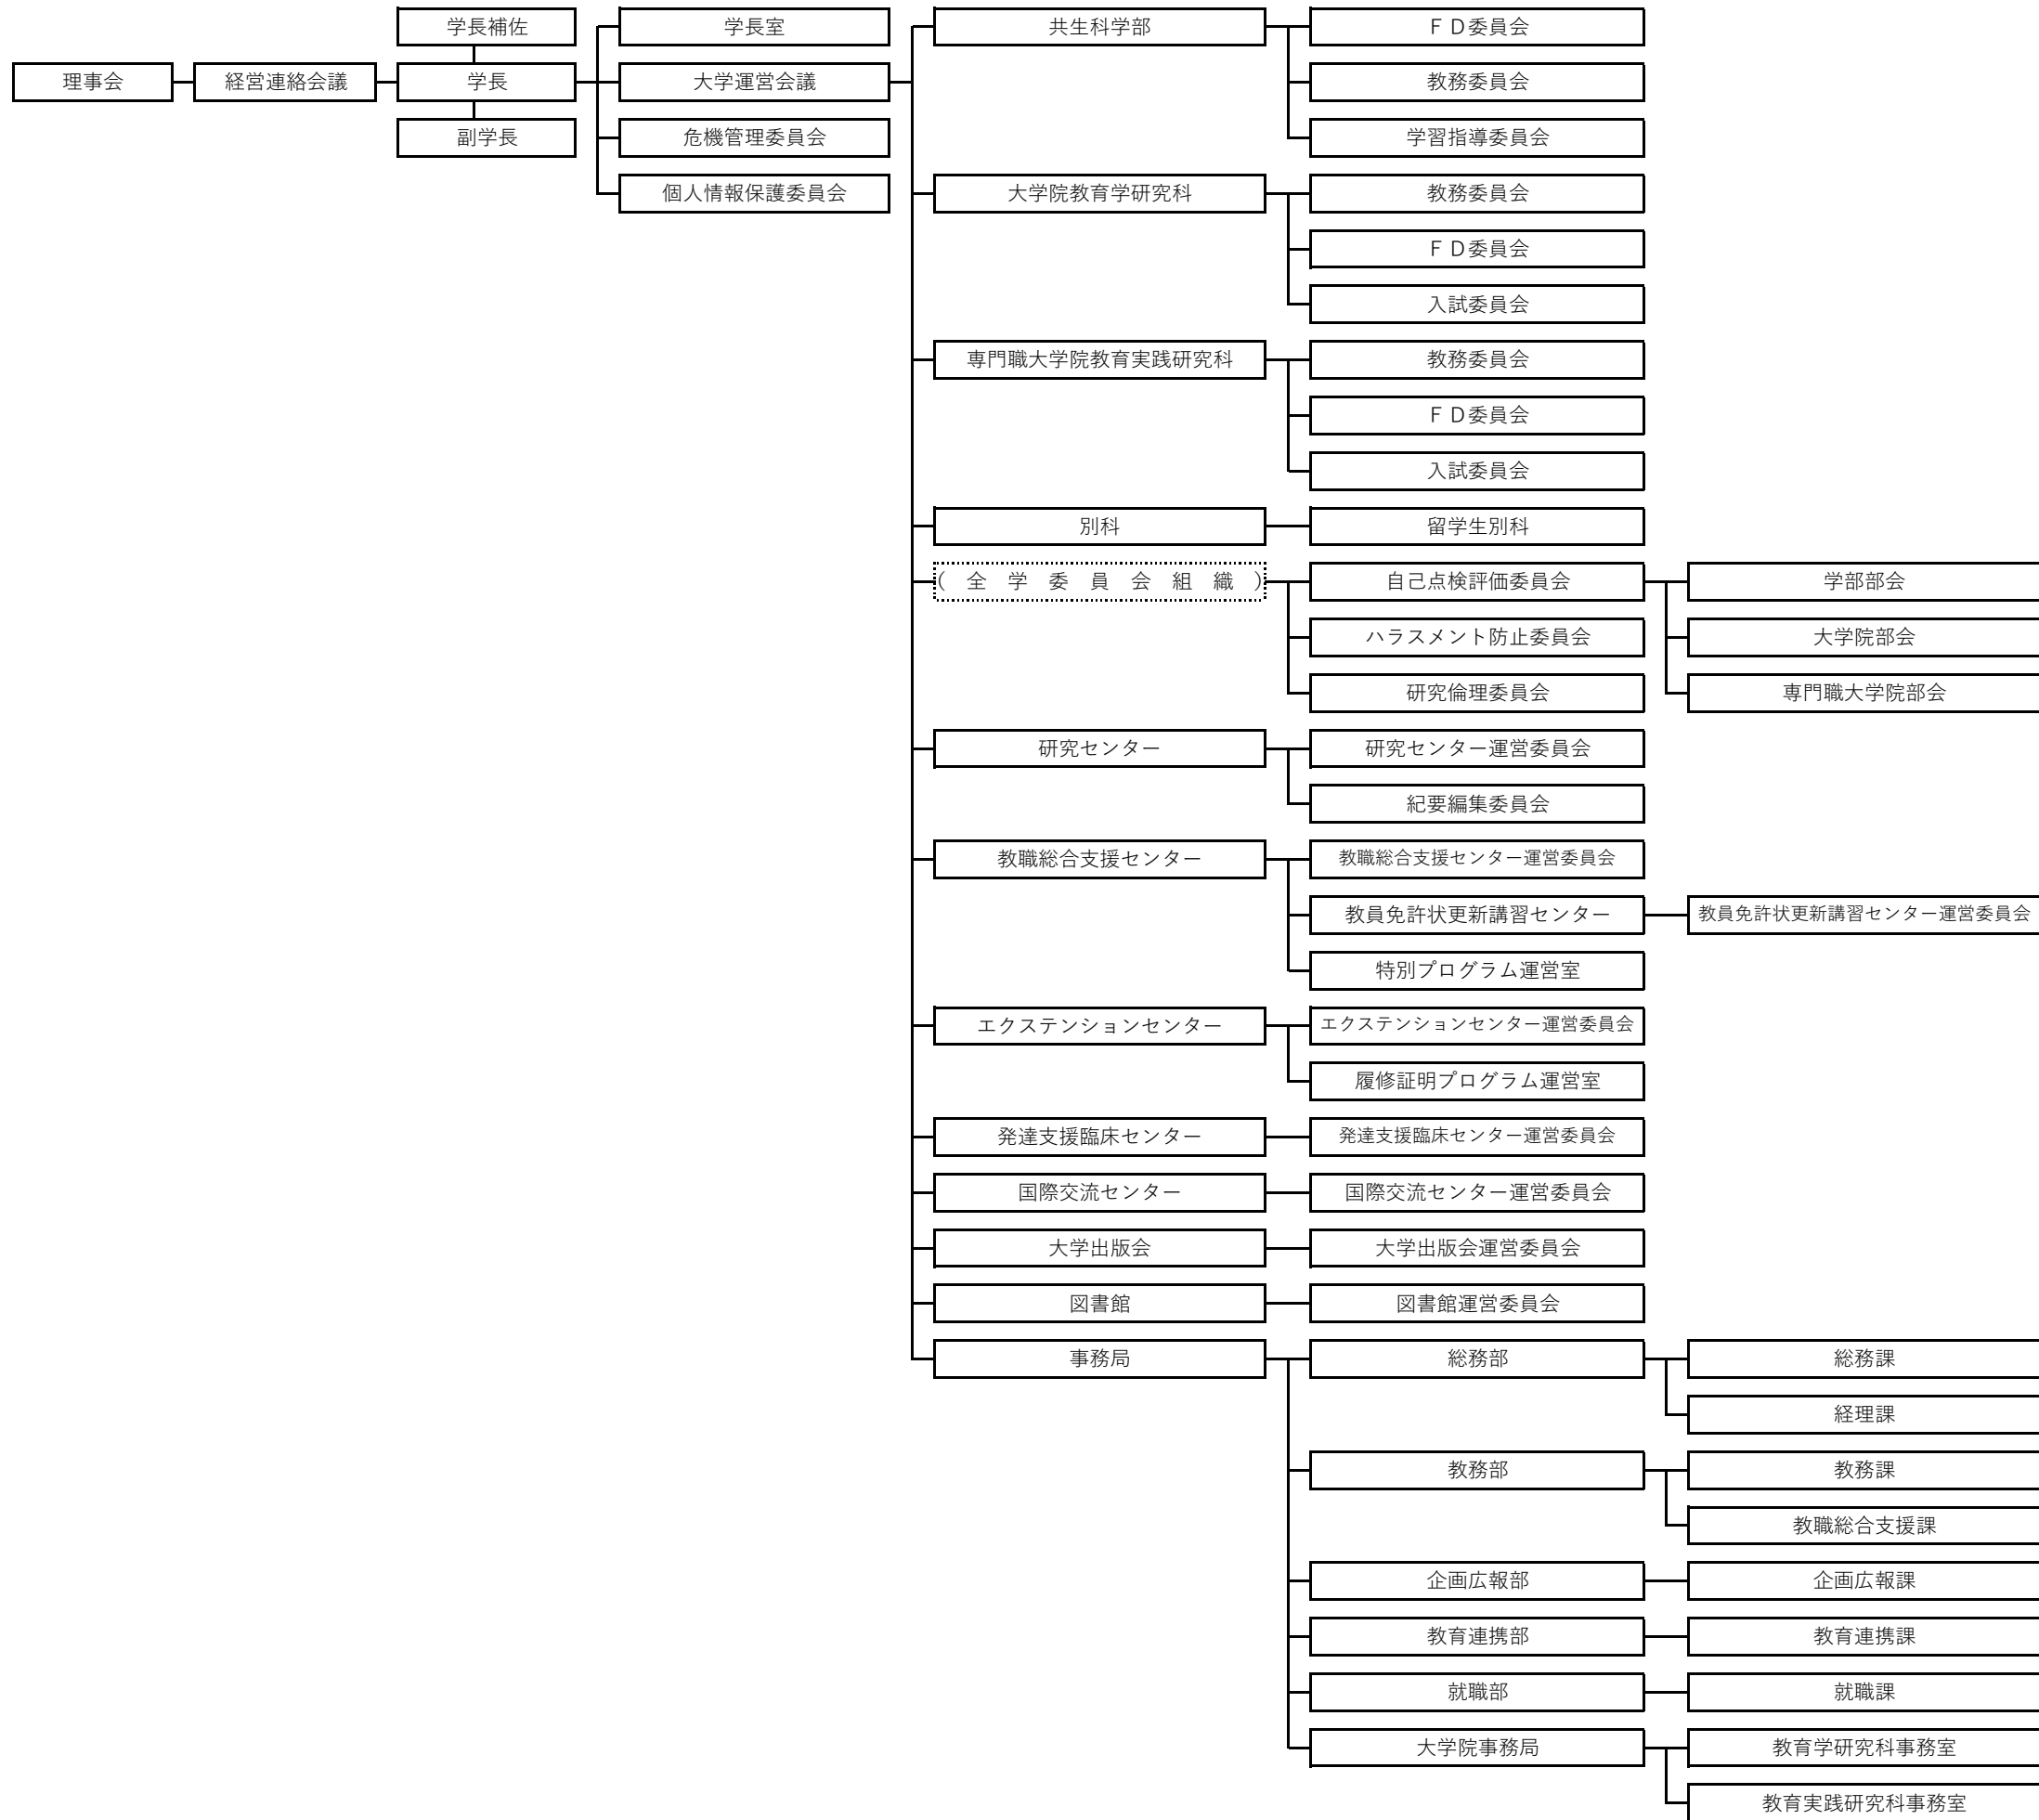 学長補佐
学長室
共生科学部
ＦＤ委員会
理事会
経営連絡会議
学長
大学運営会議
教務委員会
副学長
危機管理委員会
学習指導委員会
個人情報保護委員会
大学院教育学研究科
教務委員会
ＦＤ委員会
入試委員会
専門職大学院教育実践研究科
教務委員会
ＦＤ委員会
入試委員会
別科
留学生別科
（　全　学　委　員　会　組　織　）
自己点検評価委員会
学部部会
ハラスメント防止委員会
大学院部会
研究倫理委員会
専門職大学院部会
研究センター
研究センター運営委員会
紀要編集委員会
教職総合支援センター
教職総合支援センター運営委員会
教員免許状更新講習センター
教員免許状更新講習センター運営委員会
特別プログラム運営室
エクステンションセンター
エクステンションセンター運営委員会
履修証明プログラム運営室
発達支援臨床センター
発達支援臨床センター運営委員会
国際交流センター
国際交流センター運営委員会
大学出版会
大学出版会運営委員会
図書館
図書館運営委員会
事務局
総務部
総務課
経理課
教務部
教務課
教職総合支援課
企画広報部
企画広報課
教育連携部
教育連携課
就職部
就職課
大学院事務局
教育学研究科事務室
教育実践研究科事務室